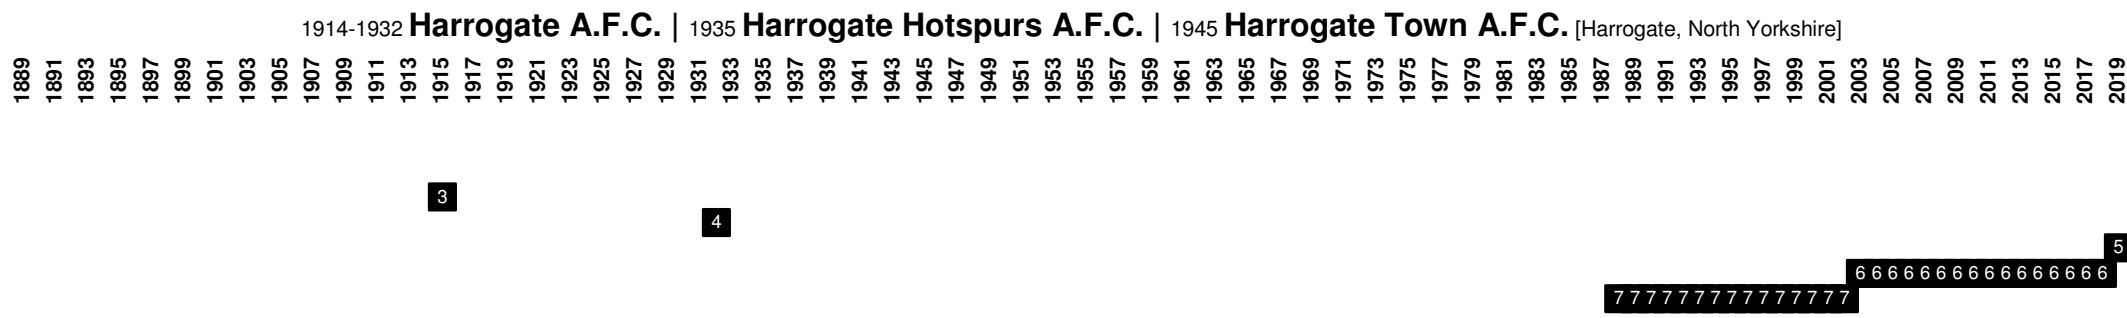 1914-1932 Harrogate A.F.C. | 1935 Harrogate Hotspurs A.F.C. | 1945 Harrogate Town A.F.C. [Harrogate, North Yorkshire]
1889 1891 1893 1895 1897 1899 1901 1903 1905 1907 1909 1911 1913 1915 1917 1919 1921 1923 1925 1927 1929 1931 1933 1935 1937 1939 1941 1943 1945 1947 1949 1951 1953 1955 1957 1959 1961 1963 1965 1967 1969 1971 1973 1975 1977 1979 1981 1983 1985 1987 1989 1991 1993 1995 1997 1999 2001 2003 2005 2007 2009 2011 2013 2015 2017 2019
3
4
5
6 6 6 6 6 6 6 6 6 6 6 6 6 6 6 6
7 7 7 7 7 7 7 7 7 7 7 7 7 7 7